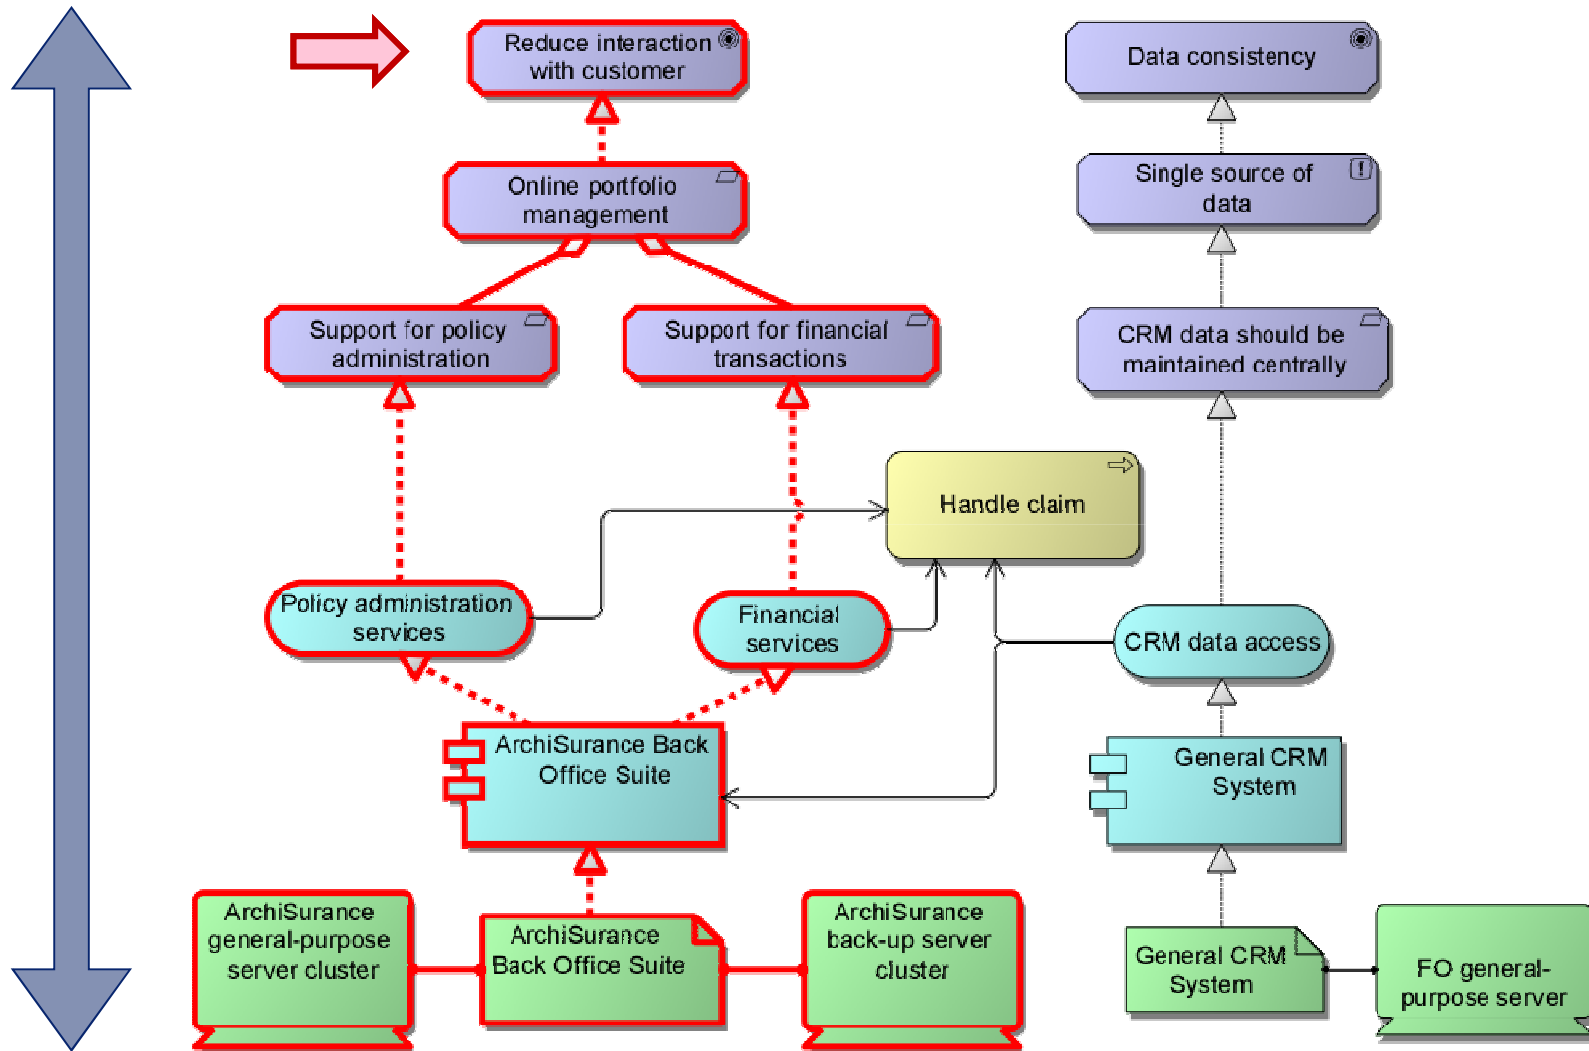 Reduce interaction
with customer
Data consistency
Online portfolio
management
Single source of
data
!
Support for policy
administration
Support for financial
transactions
CRM data should be
maintained centrally
Handle claim
Policy administration
services
Financial
services
CRM data access
ArchiSurance Back
Office Suite
General CRM
System
ArchiSurance
general-purpose
server cluster
ArchiSurance
Back Office Suite
ArchiSurance
back-up server
cluster
General CRM
System
FO general-
purpose server